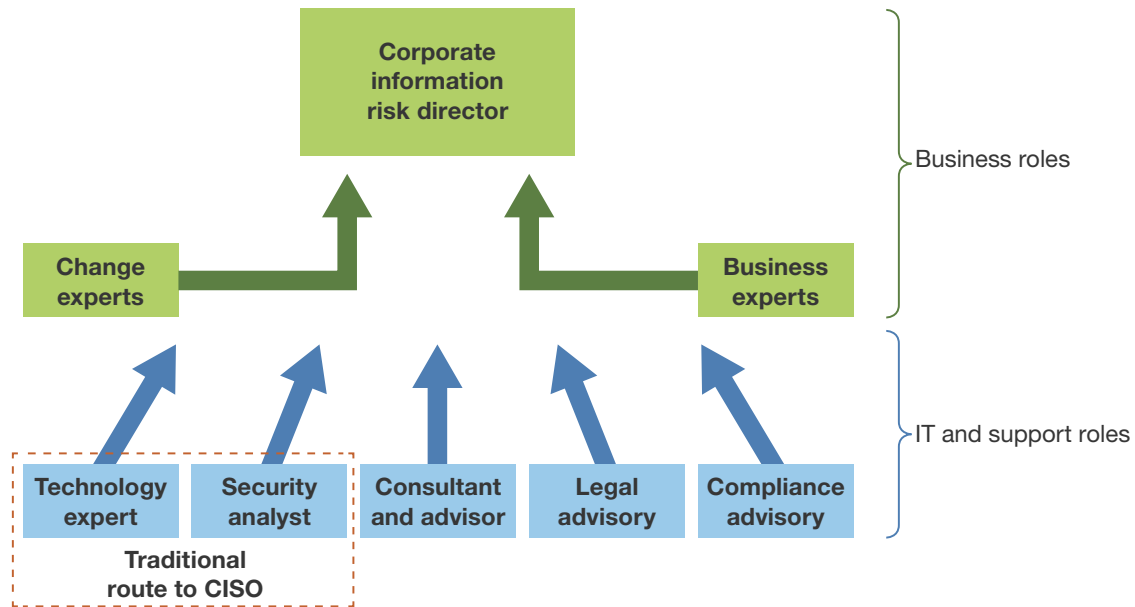 Corporate
information
risk director
Business roles
Change
experts
Business
experts
IT and support roles
Technology
expert
Security
analyst
Consultant
and advisor
Legal
advisory
Compliance
advisory
Traditional
route to CISO